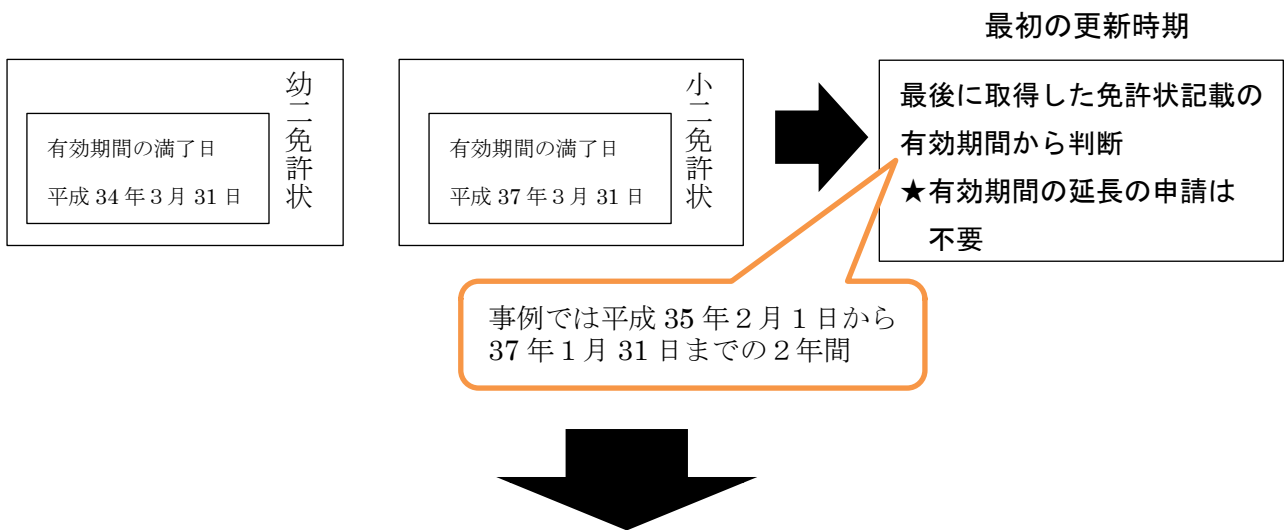 最初の更新時期
幼二免許状
有効期間の満了日
平成 34 年３月 31 日
小二免許状
有効期間の満了日
平成 37 年３月 31 日
最後に取得した免許状記載の
有効期間から判断
★有効期間の延長の申請は
不要
事例では平成 35 年２月１日から
37 年１月 31 日までの２年間